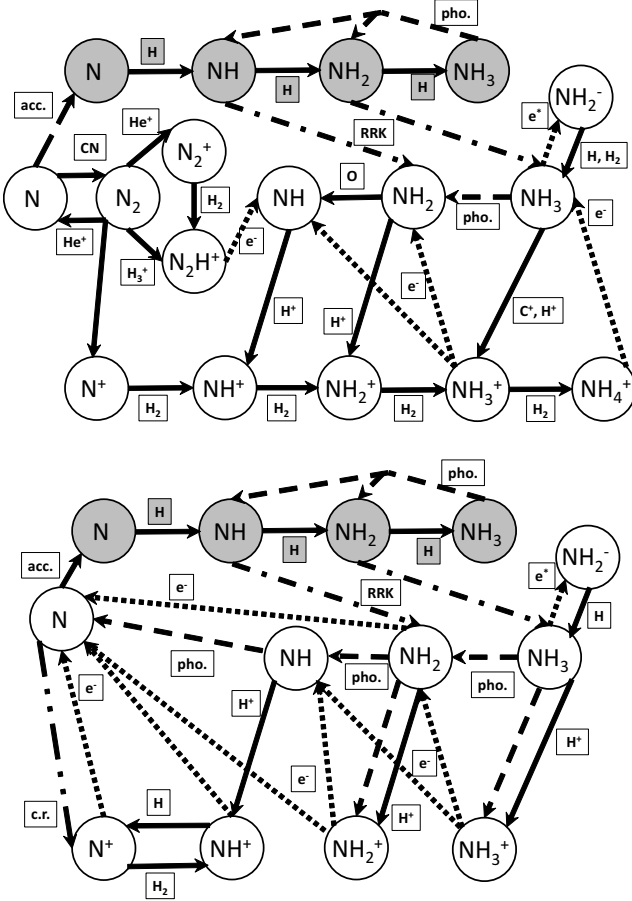 pho.
H
N
NH
NH2
NH3
H
H
acc.
He+
CN
N2+
RRK
e*
NH2-
H, H2
N
N2
H2
NH
O
NH2
pho.
NH3
e-
He+
H3+
N2H+
e-
e-
H+
H+
C+, H+
N+
NH+
NH2+
NH3+
NH4+
H2
H2
H2
H2
pho.
H
N
NH
NH2
NH3
H
H
acc.
e-
RRK
e*
NH2-
H
N
pho.
NH
pho.
NH2
pho.
NH3
e-
H+
H+
e-
e-
c.r.
H
H+
N+
NH+
NH2+
NH3+
H2